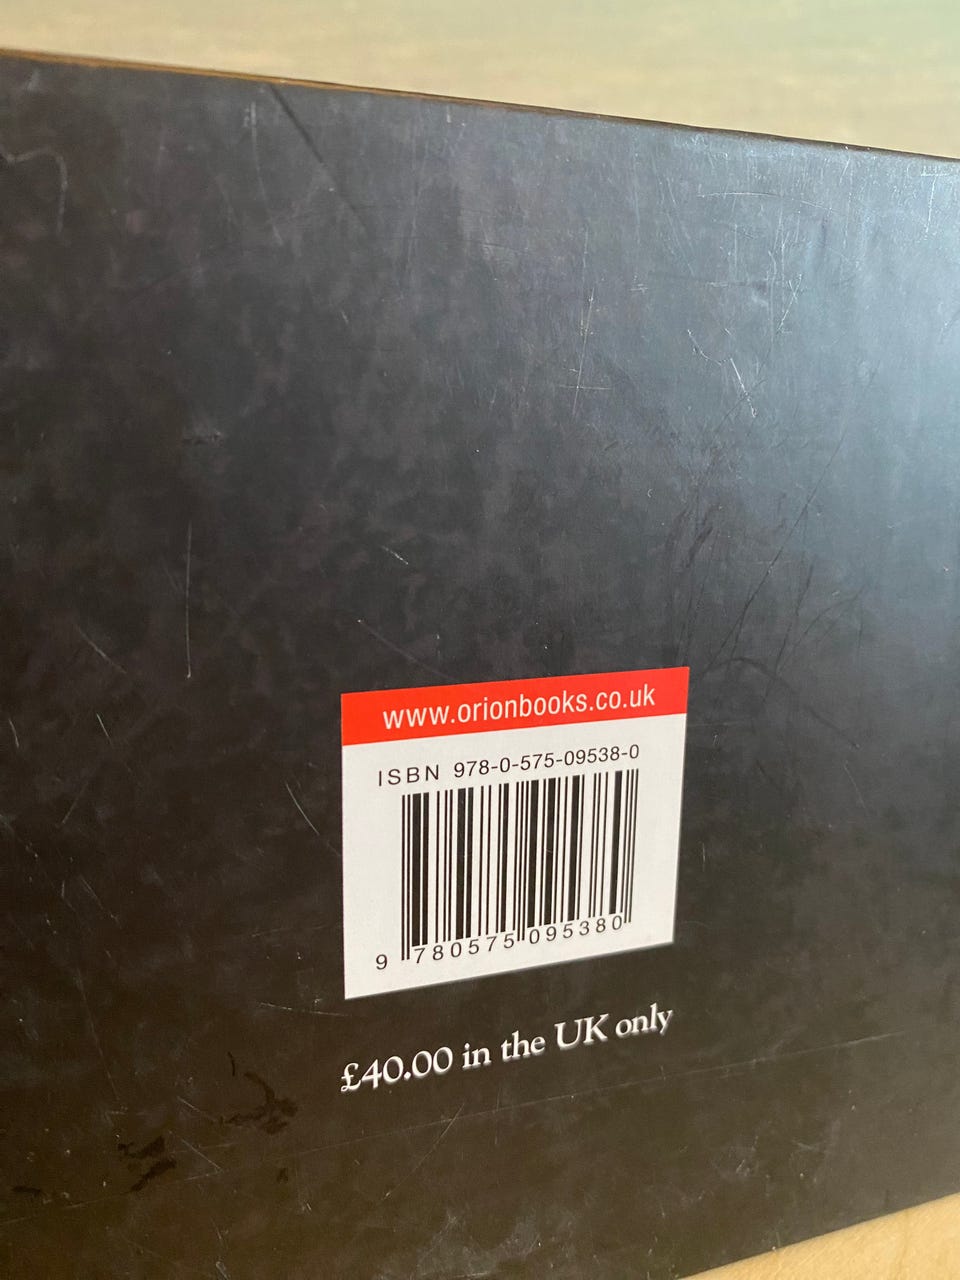 www.orionbooks.co.uk
ISBN 978-0-575-09538-0
9 780575 095380
£40.00 in the UK only